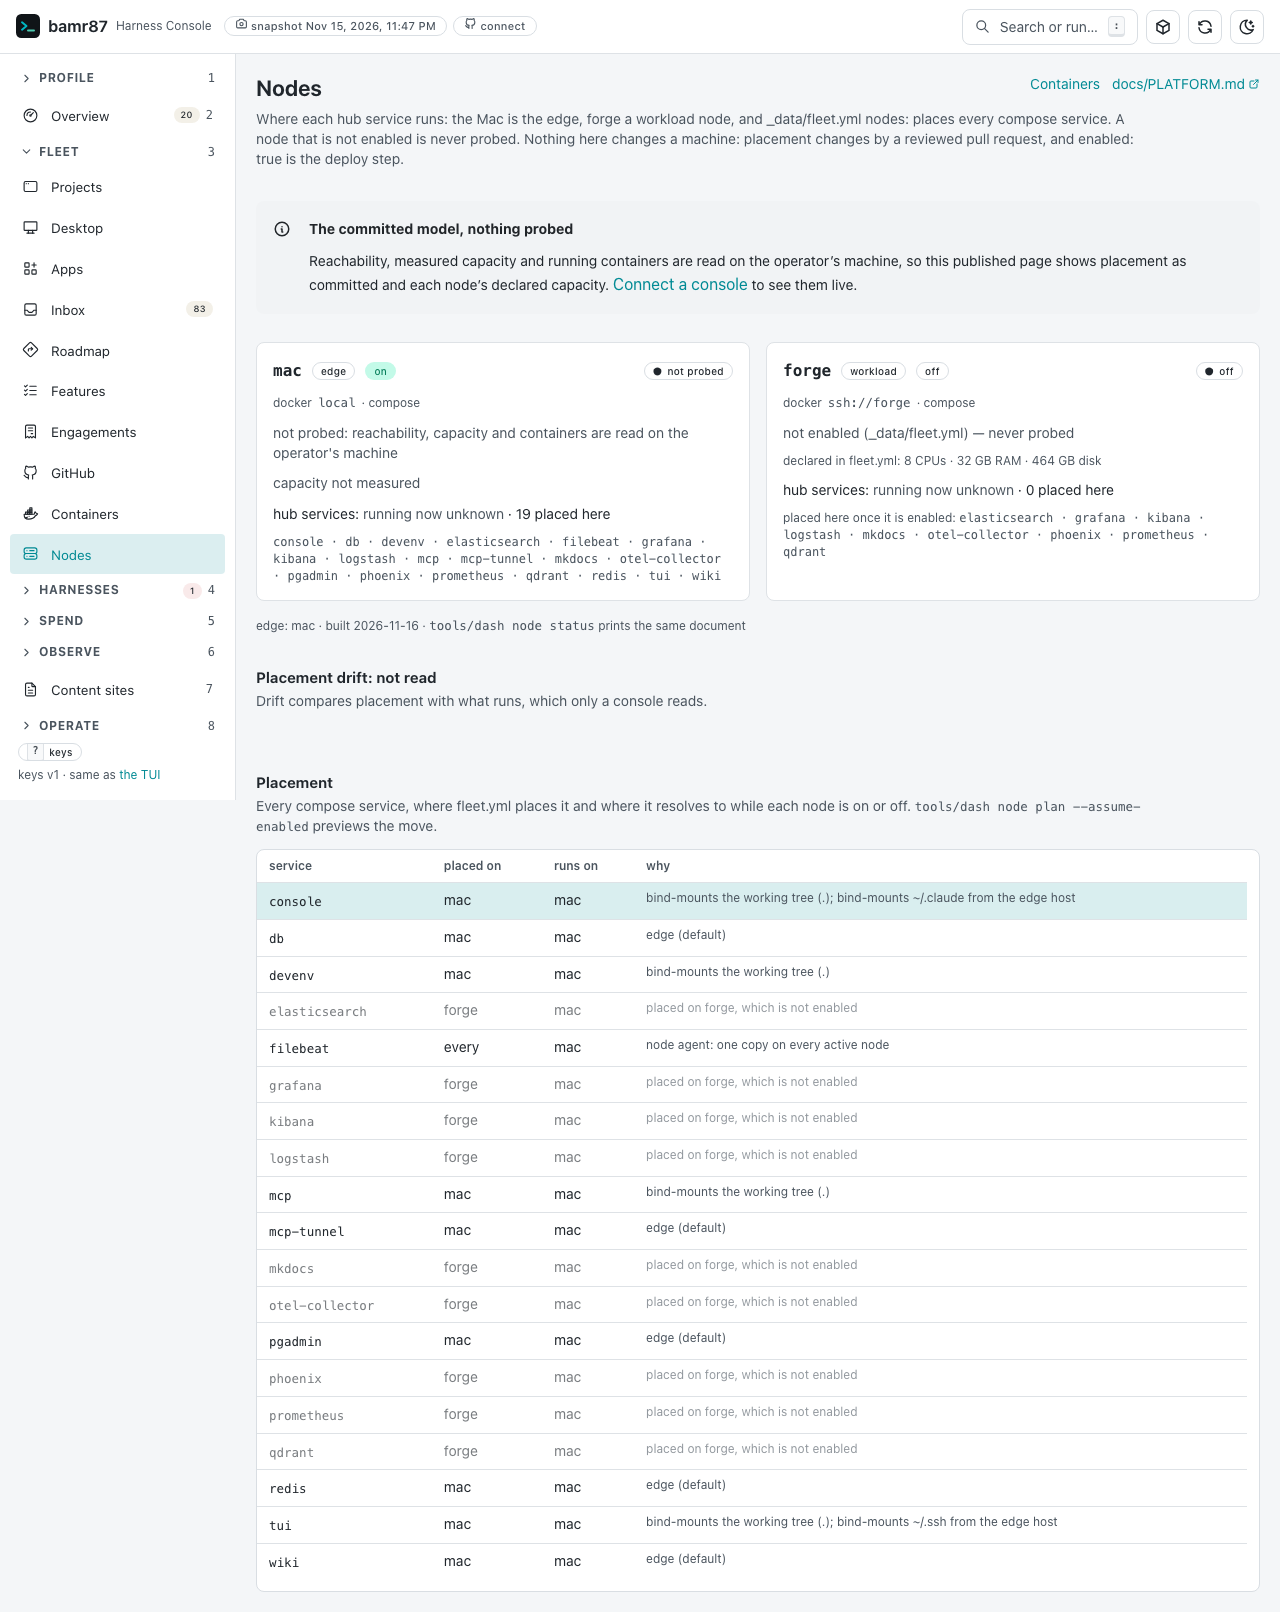 bamr87 Harness Console snapshot Nov 15, 2026, 11:47 PM connect Search or run... :
PROFILE 1
Overview 20 2
FLEET 3
Projects
Desktop
Apps
Inbox 83
Roadmap
Features
Engagements
GitHub
Containers
Nodes
HARNESSES 1 4
SPEND 5
OBSERVE 6
Content sites 7
OPERATE 8
? keys
keys v1 · same as the TUI
Nodes
Containers docs/PLATFORM.md
Where each hub service runs: the Mac is the edge, forge a workload node, and _data/fleet.yml nodes: places every compose service. A
node that is not enabled is never probed. Nothing here changes a machine: placement changes by a reviewed pull request, and enabled:
true is the deploy step.
The committed model, nothing probed
Reachability, measured capacity and running containers are read on the operator’s machine, so this published page shows placement as
committed and each node’s declared capacity. Connect a console to see them live.
mac edge on not probed
docker local · compose
not probed: reachability, capacity and containers are read on the
operator's machine
capacity not measured
hub services: running now unknown · 19 placed here
console · db · devenv · elasticsearch · filebeat · grafana ·
kibana · logstash · mcp · mcp-tunnel · mkdocs · otel-collector
· pgadmin · phoenix · prometheus · qdrant · redis · tui · wiki
forge workload off off
docker ssh://forge · compose
not enabled (_data/fleet.yml) — never probed
declared in fleet.yml: 8 CPUs · 32 GB RAM · 464 GB disk
hub services: running now unknown · 0 placed here
placed here once it is enabled: elasticsearch · grafana · kibana ·
logstash · mkdocs · otel-collector · phoenix · prometheus ·
qdrant
edge: mac · built 2026-11-16 · tools/dash node status prints the same document
Placement drift: not read
Drift compares placement with what runs, which only a console reads.
Placement
Every compose service, where fleet.yml places it and where it resolves to while each node is on or off. tools/dash node plan --assume-
enabled previews the move.
service placed on runs on why
console mac mac bind-mounts the working tree (.); bind-mounts ~/.claude from the edge host
db mac mac edge (default)
devenv mac mac bind-mounts the working tree (.)
elasticsearch forge mac placed on forge, which is not enabled
filebeat every mac node agent: one copy on every active node
grafana forge mac placed on forge, which is not enabled
kibana forge mac placed on forge, which is not enabled
logstash forge mac placed on forge, which is not enabled
mcp mac mac bind-mounts the working tree (.)
mcp-tunnel mac mac edge (default)
mkdocs forge mac placed on forge, which is not enabled
otel-collector forge mac placed on forge, which is not enabled
pgadmin mac mac edge (default)
phoenix forge mac placed on forge, which is not enabled
prometheus forge mac placed on forge, which is not enabled
qdrant forge mac placed on forge, which is not enabled
redis mac mac edge (default)
tui mac mac bind-mounts the working tree (.); bind-mounts ~/.ssh from the edge host
wiki mac mac edge (default)